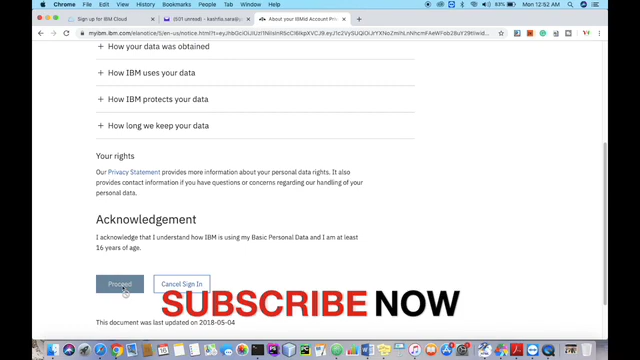 Chrome File Edit View History Bookmarks People Window Help
93% Mon 12:52 AM
Sign up for IBM Cloud
About your IBMid Account Priv
How your data was obtained
How IBM uses your data
How IBM protects your data
How long we keep your data
Your rights
Our Privacy Statement provides more information about your personal data rights. It also
provides contact information if you have questions or concerns regarding our handling of your
personal data.
Acknowledgement
I acknowledge that I understand how IBM is using my Basic Personal Data and I am at least
16 years of age.
Proceed Cancel Sign In
SUBSCRIBE NOW
This document was last updated on 2018-05-04